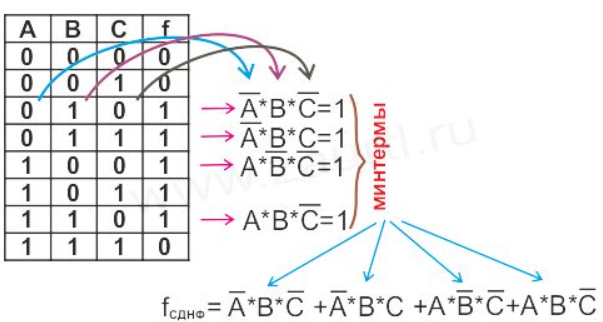 A B C f
0 0 0 0
0 0 1 0
0 1 0 1
0 1 1 1
1 0 0 1
1 0 1 1
1 1 0 1
1 1 1 0
A̅*B*C̅=1
A̅*B*C=1
A*B̅*C̅=1
A*B*C̅=1
минтермы
fсднф= A̅*B*C̅ +A̅*B*C +A*B̅*C̅+A*B*C̅